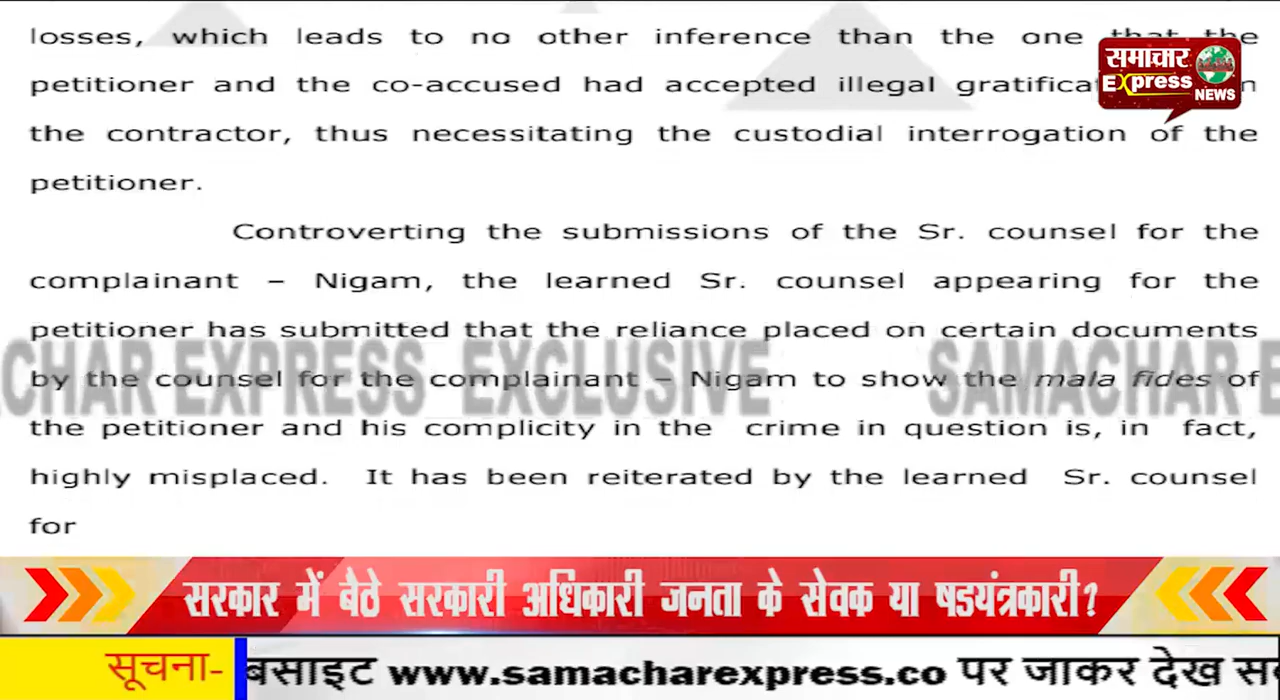 losses, which leads to no other inference than the one that the
petitioner and the co-accused had accepted illegal
the contractor, thus necessitating the custodial interrogation of the
petitioner.
Controverting the submissions of the Sr. counsel for the
complainant – Nigam, the learned Sr. counsel appearing for the
petitioner has submitted that the reliance placed on certain documents
by the counsel for the complainant – Nigam to show the mala fides of
the petitioner and his complicity in the crime in question is, in fact,
highly misplaced. It has been reiterated by the learned Sr. counsel
for
समाचार
Express
NEWS
EXPRESS EXCLUSIVE SAMACHAR
सरकार में बैठे सरकारी अधिकारी जनता के सेवक या षडयंत्रकारी?
सूचना-
बसाइट www.samacharexpress.co पर जाकर देख